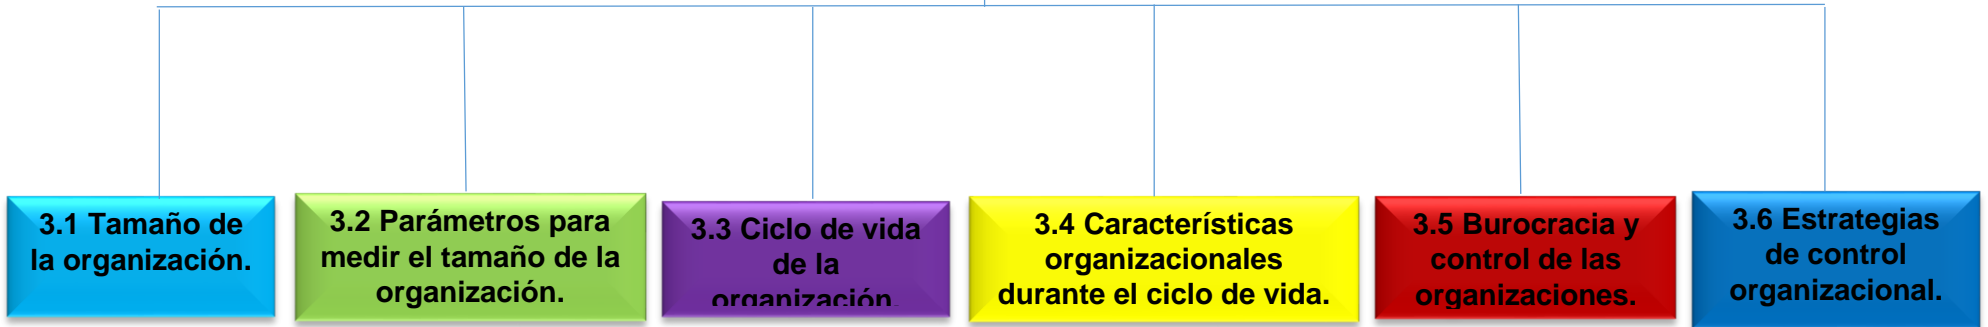 3.1 Tamaño de
la organización.
3.2 Parámetros para
medir el tamaño de la
organización.
3.3 Ciclo de vida
de la
organización.
3.4 Características
organizacionales
durante el ciclo de vida.
3.5 Burocracia y
control de las
organizaciones.
3.6 Estrategias
de control
organizacional.